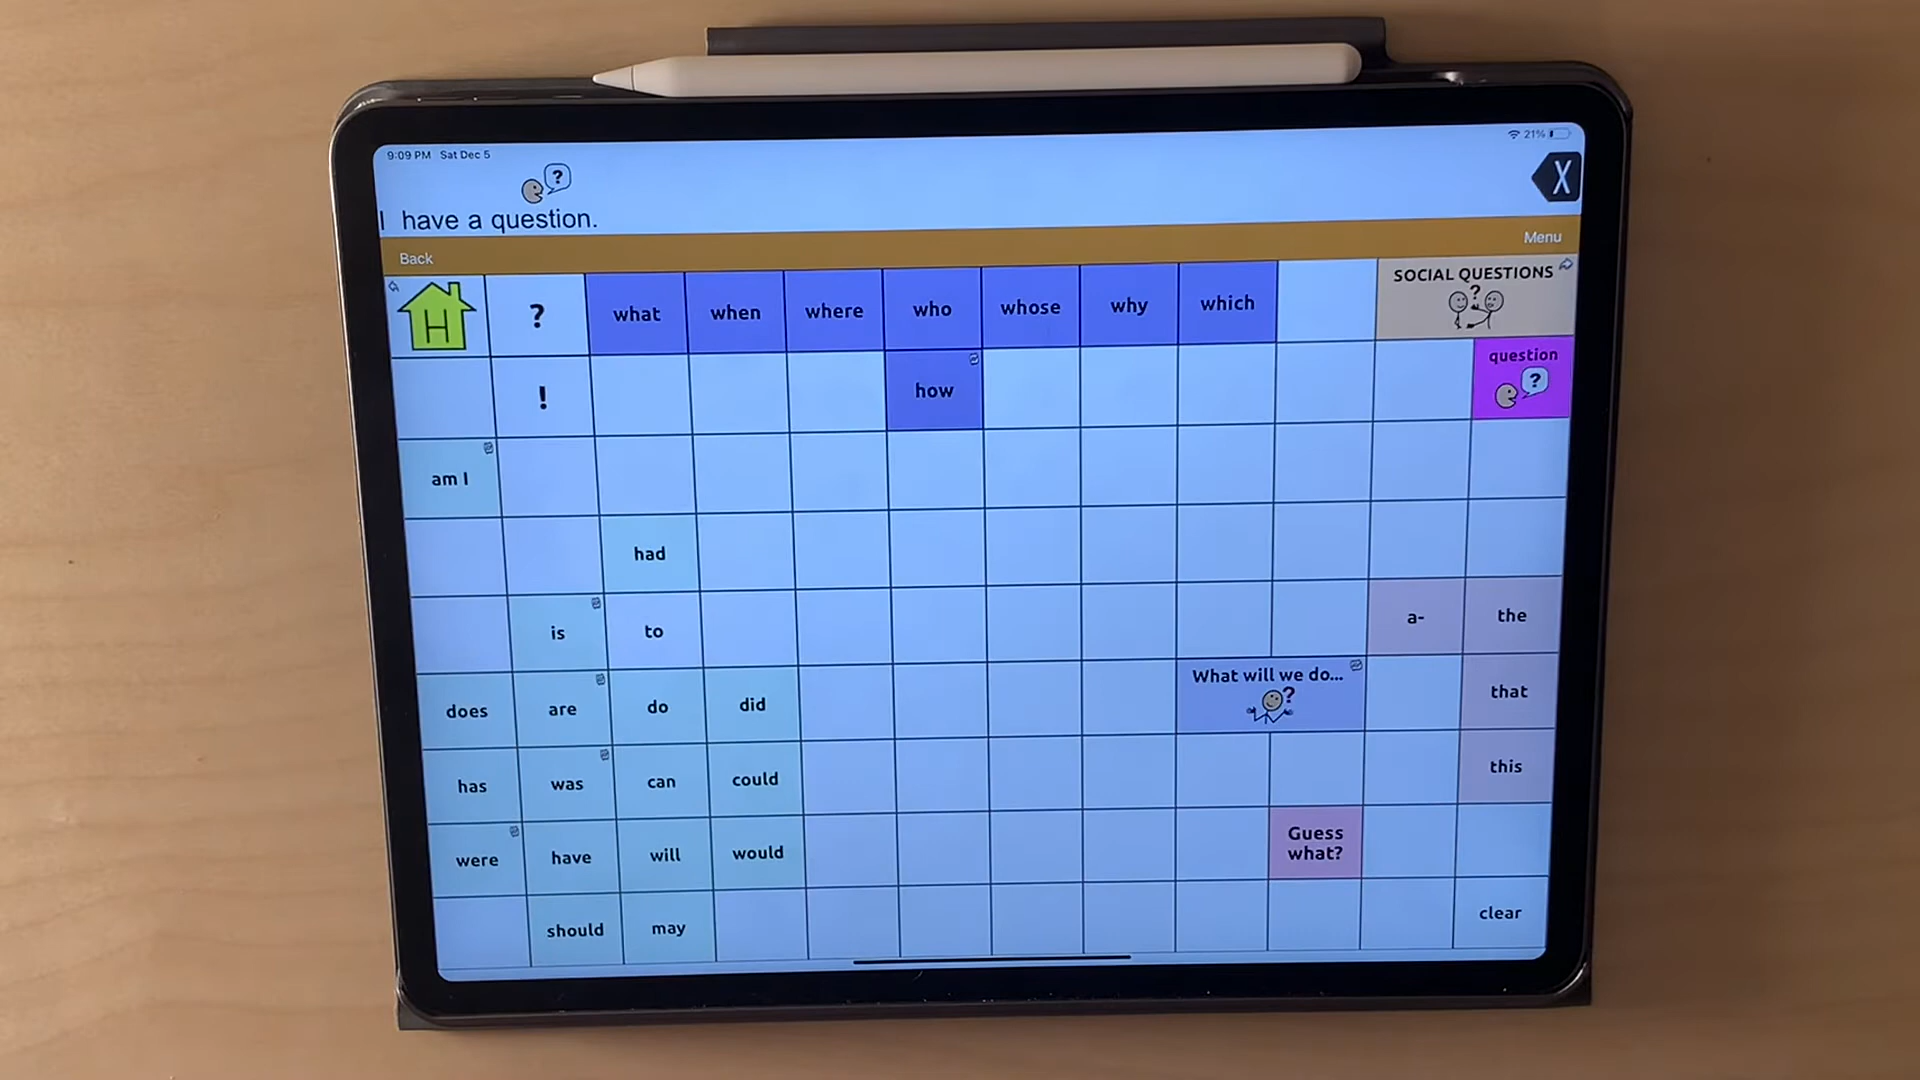 9:09 PM Sat Dec 5
21%
?
X
I have a question.
Back
Menu
H
?
what
when
where
who
whose
why
which
SOCIAL QUESTIONS
?
!
how
question
?
am I
had
is
to
a-
the
does
are
do
did
What will we do...
?
that
has
was
can
could
this
were
have
will
would
Guess
what?
should
may
clear